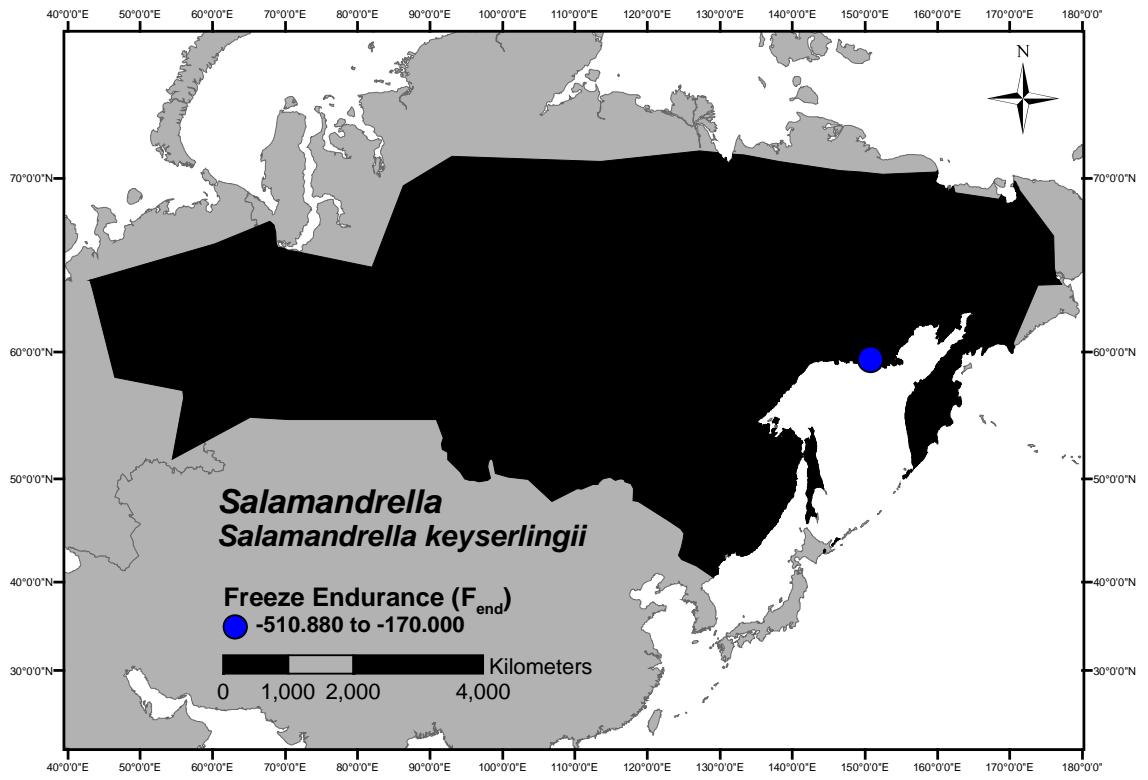 40°0'0"E 50°0'0"E 60°0'0"E 70°0'0"E 80°0'0"E 90°0'0"E 100°0'0"E 110°0'0"E 120°0'0"E 130°0'0"E 140°0'0"E 150°0'0"E 160°0'0"E 170°0'0"E 180°0'0"
N
70°0'0"N 70°0'0"N
60°0'0"N 60°0'0"N
50°0'0"N 50°0'0"N
Salamandrella
Salamandrella keyserlingii
40°0'0"N 40°0'0"N
Freeze Endurance (Fend)
-510.880 to -170.000
30°0'0"N Kilometers 30°0'0"N
0 1,000 2,000 4,000
40°0'0"E 50°0'0"E 60°0'0"E 70°0'0"E 80°0'0"E 90°0'0"E 100°0'0"E 110°0'0"E 120°0'0"E 130°0'0"E 140°0'0"E 150°0'0"E 160°0'0"E 170°0'0"E 180°0'0"